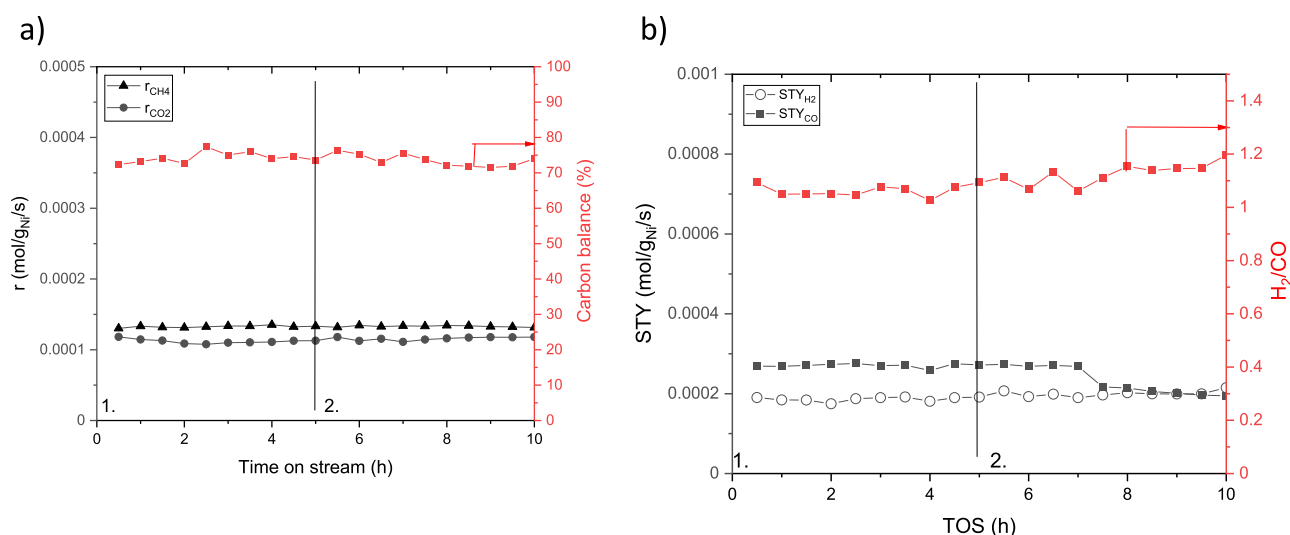 a)
r (mol/gNi/s)
0.0005
0.0004
0.0003
0.0002
0.0001
0
rCH4
rCO2
1.
2.
0 2 4 6 8 10
Time on stream (h)
100
90
80
70
60
50
40
30
20
10
0
Carbon balance (%)
b)
STY (mol/gNi/s)
0.001
0.0008
0.0006
0.0004
0.0002
0
STYH2
STYCO
1.
2.
0 2 4 6 8 10
TOS (h)
1.4
1.2
1
0.8
0.6
0.4
0.2
0
H2/CO